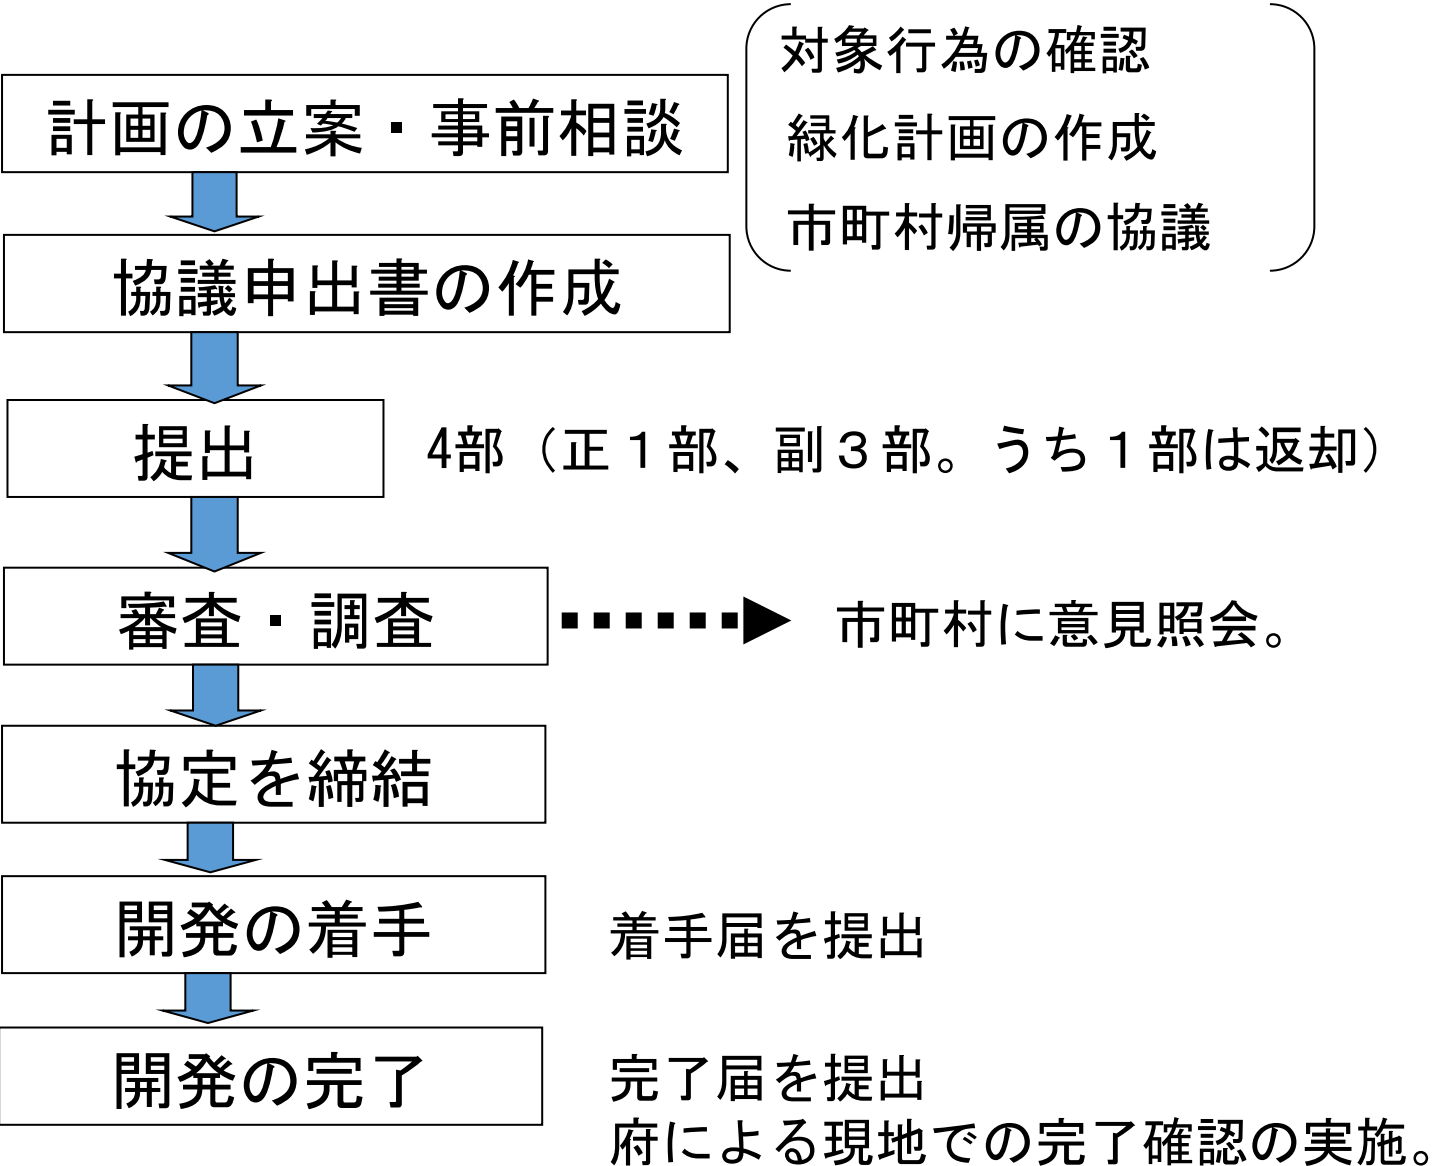 計画の立案・事前相談
対象行為の確認
緑化計画の作成
市町村帰属の協議
協議申出書の作成
提出
4部（正１部、副３部。うち１部は返却）
審査・調査
市町村に意見照会。
協定を締結
開発の着手
着手届を提出
開発の完了
完了届を提出
府による現地での完了確認の実施。